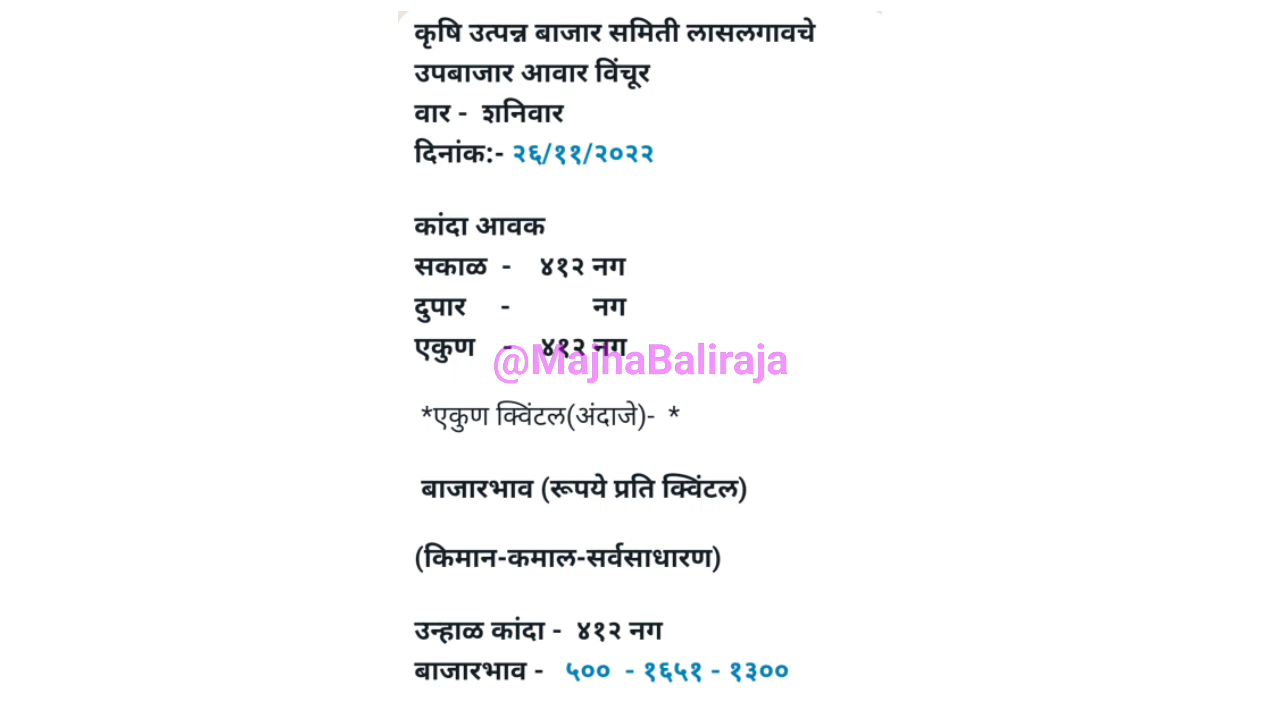 कृषि उत्पन्न बाजार समिती लासलगावचे
उपबाजार आवार विंचूर
वार -  शनिवार
दिनांक:- २६/११/२०२२
कांदा आवक
सकाळ  -    ४१२ नग
दुपार     -            नग
एकुण    -    ४१२ नग
@MajhaBaliraja
*एकुण क्विंटल(अंदाजे)-  *
बाजारभाव (रूपये प्रति क्विंटल)
(किमान-कमाल-सर्वसाधारण)
उन्हाळ कांदा -  ४१२ नग
बाजारभाव -   ५००  - १६५१ - १३००